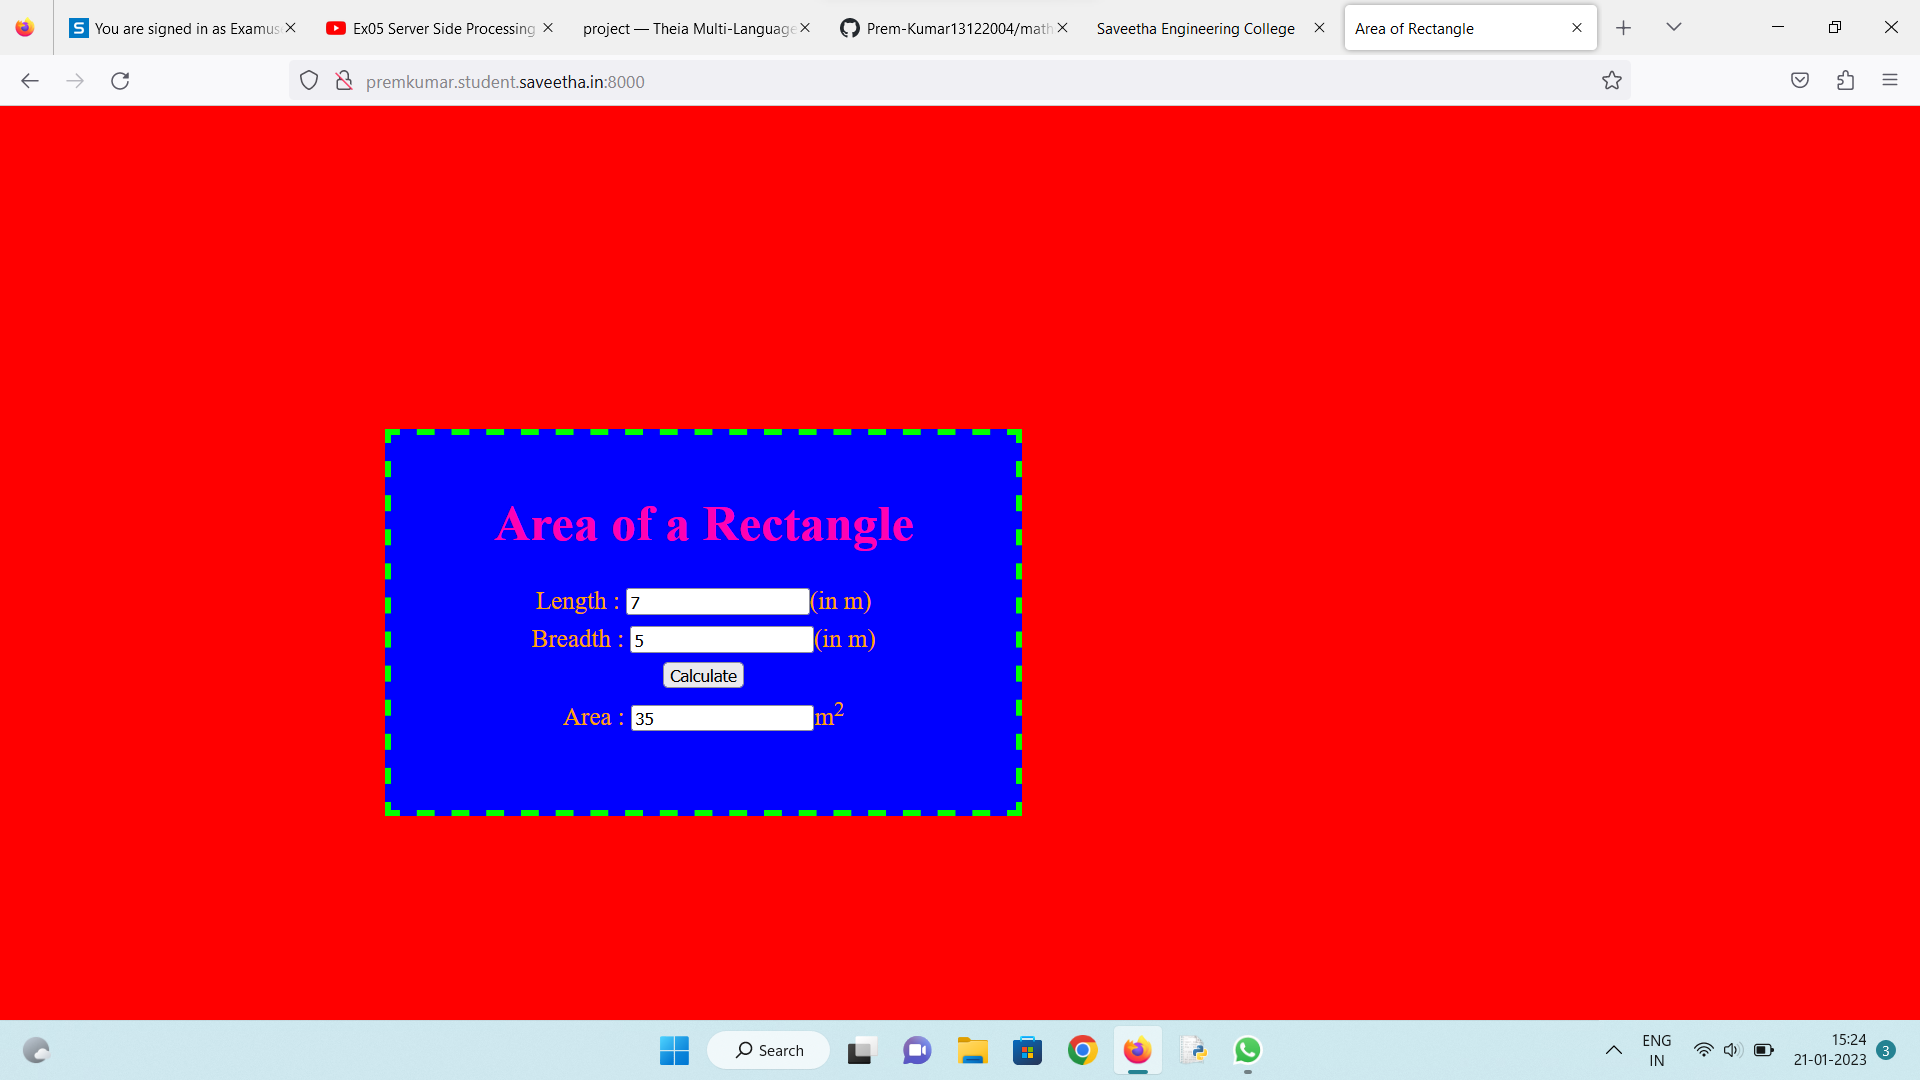 You are signed in as Examus
Ex05 Server Side Processing
project — Theia Multi-Language
Prem-Kumar13122004/math
Saveetha Engineering College
Area of Rectangle
premkumar.student.saveetha.in:8000
Area of a Rectangle
Length : 7 (in m)
Breadth : 5 (in m)
Calculate
Area : 35 m²
Search
ENG
IN
15:24
21-01-2023
3